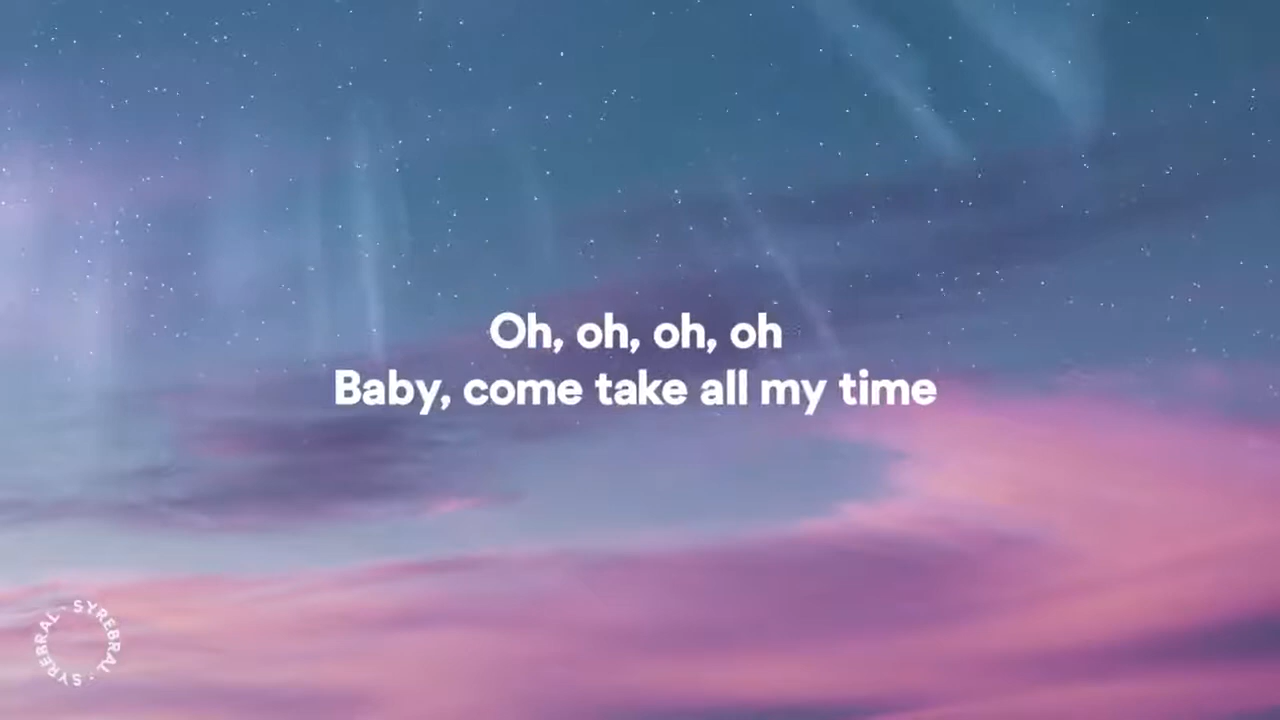 Oh, oh, oh, oh
Baby, come take all my time
SYREBRAL · SYREBRAL ·